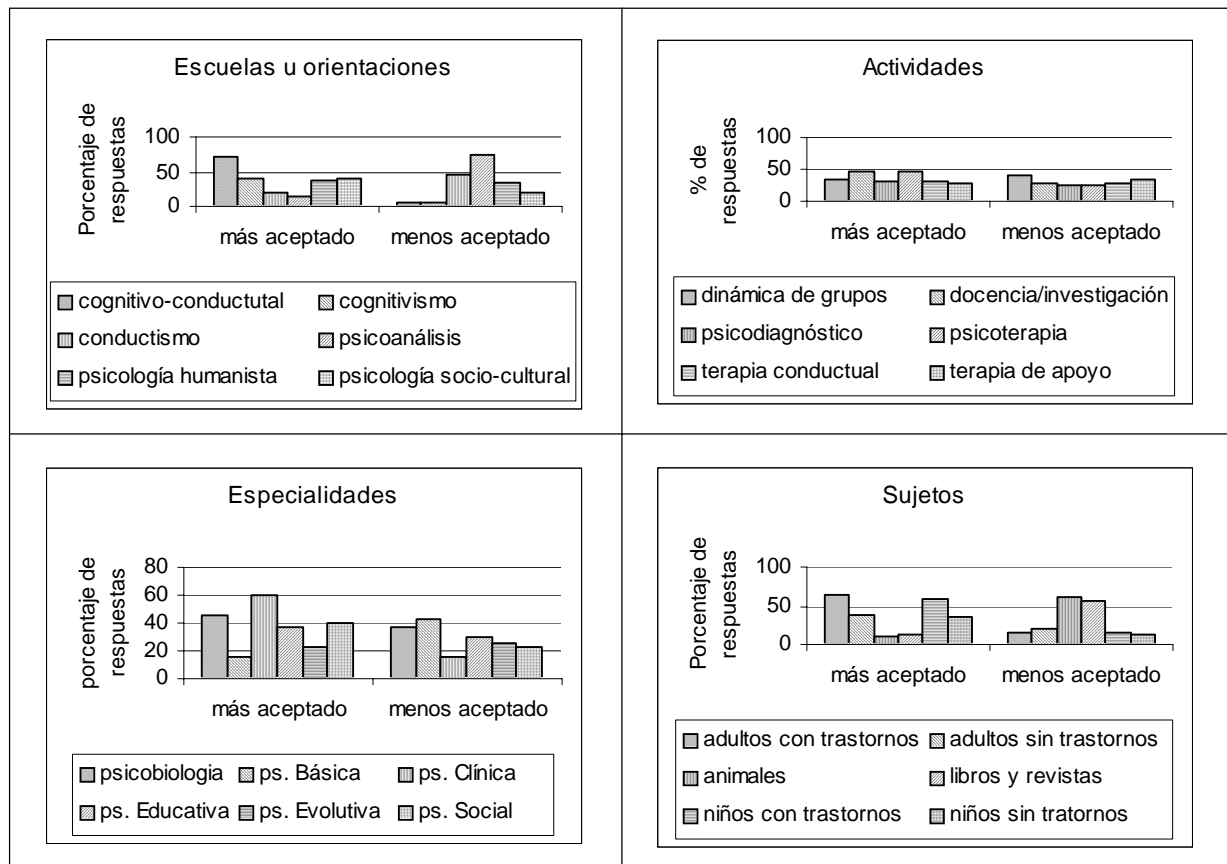 Escuelas u orientaciones
Porcentaje de
respuestas
100
50
0
más aceptado
menos aceptado
cognitivo-conductutal
cognitivismo
conductismo
psicoanálisis
psicología humanista
psicología socio-cultural
Actividades
% de
respuestas
100
50
0
más aceptado
menos aceptado
dinámica de grupos
docencia/investigación
psicodiagnóstico
psicoterapia
terapia conductual
terapia de apoyo
Especialidades
porcentaje de
respuestas
80
60
40
20
0
más aceptado
menos aceptado
psicobiologia
ps. Básica
ps. Clínica
ps. Educativa
ps. Evolutiva
ps. Social
Sujetos
Porcentaje de
respuestas
100
50
0
más aceptado
menos aceptado
adultos con trastornos
adultos sin trastornos
animales
libros y revistas
niños con trastornos
niños sin tratornos